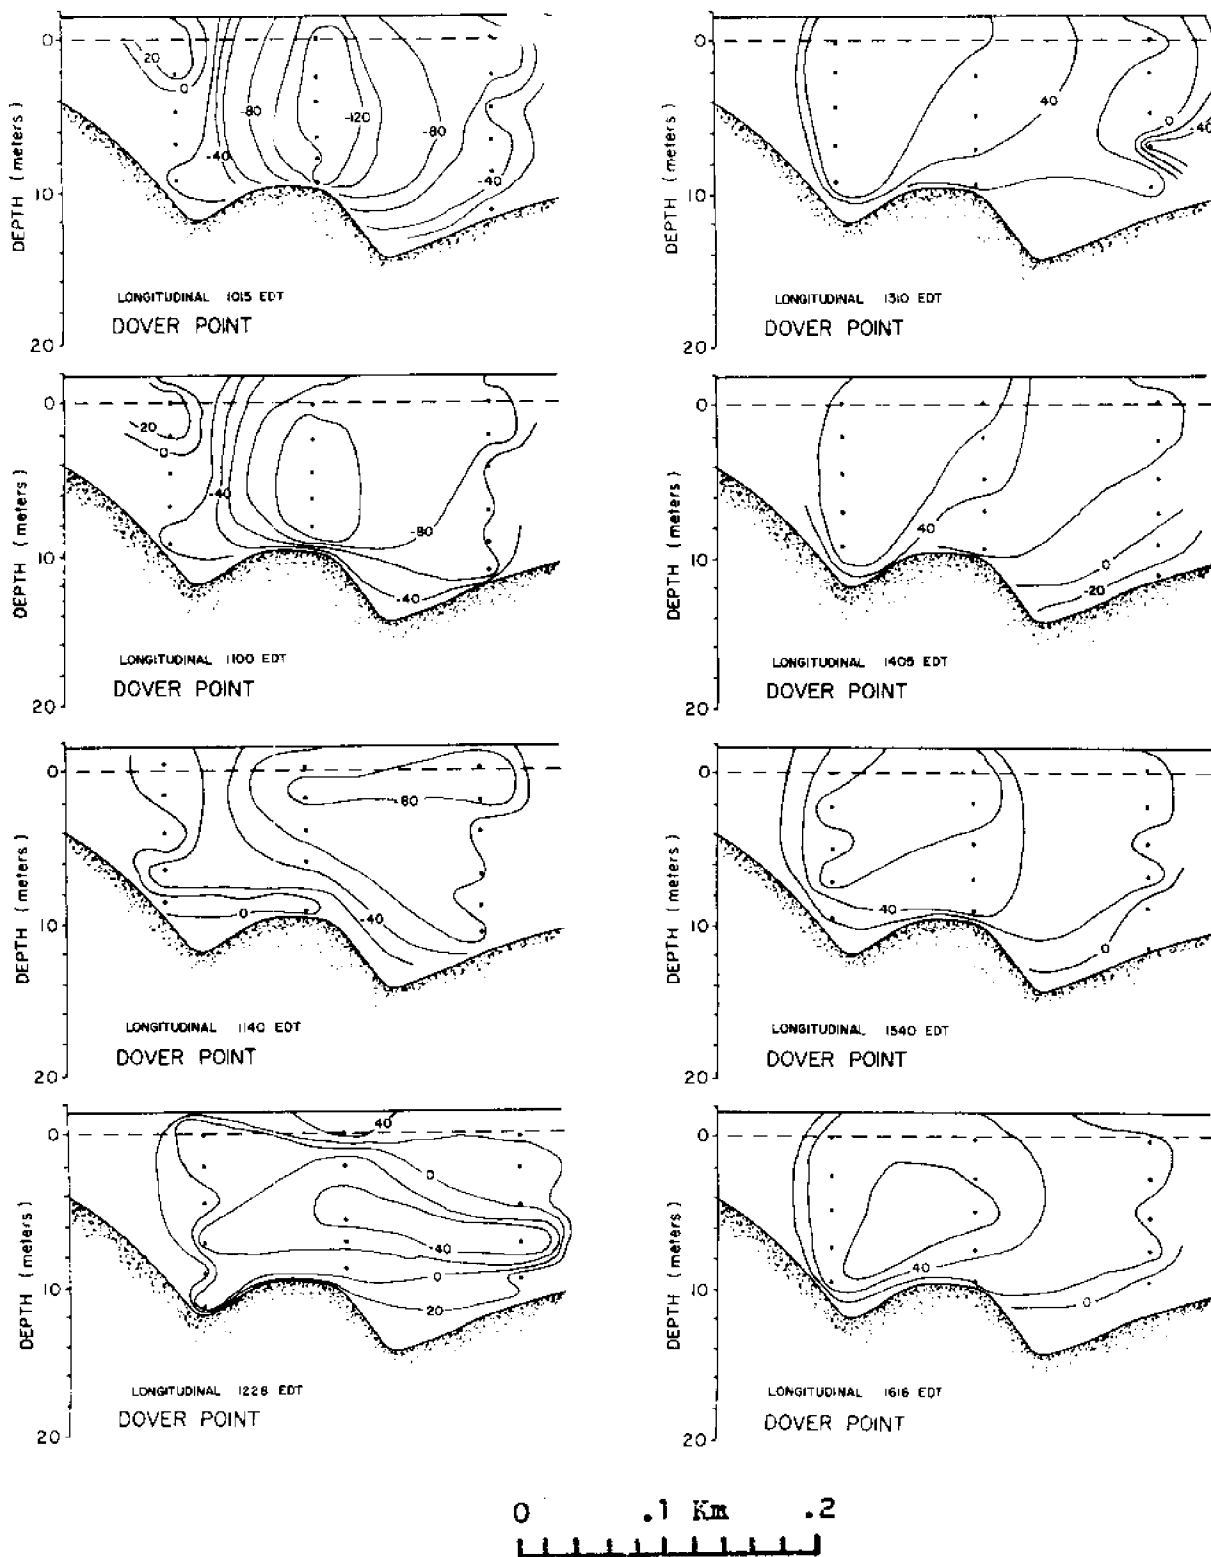 0
10
20
DEPTH (meters)
20
0
-40
-80
-120
-80
-40
LONGITUDINAL 1015 EDT
DOVER POINT
0
10
20
DEPTH (meters)
40
0
-40
LONGITUDINAL 1310 EDT
DOVER POINT
0
10
20
DEPTH (meters)
-20
0
-40
-80
-40
LONGITUDINAL 1100 EDT
DOVER POINT
0
10
20
DEPTH (meters)
40
0
-20
LONGITUDINAL 1405 EDT
DOVER POINT
0
10
20
DEPTH (meters)
-80
0
-40
LONGITUDINAL 1140 EDT
DOVER POINT
0
10
20
DEPTH (meters)
40
0
LONGITUDINAL 1540 EDT
DOVER POINT
0
10
20
DEPTH (meters)
40
0
-40
0
20
LONGITUDINAL 1228 EDT
DOVER POINT
0
10
20
DEPTH (meters)
40
0
LONGITUDINAL 1616 EDT
DOVER POINT
0 .1 Km .2